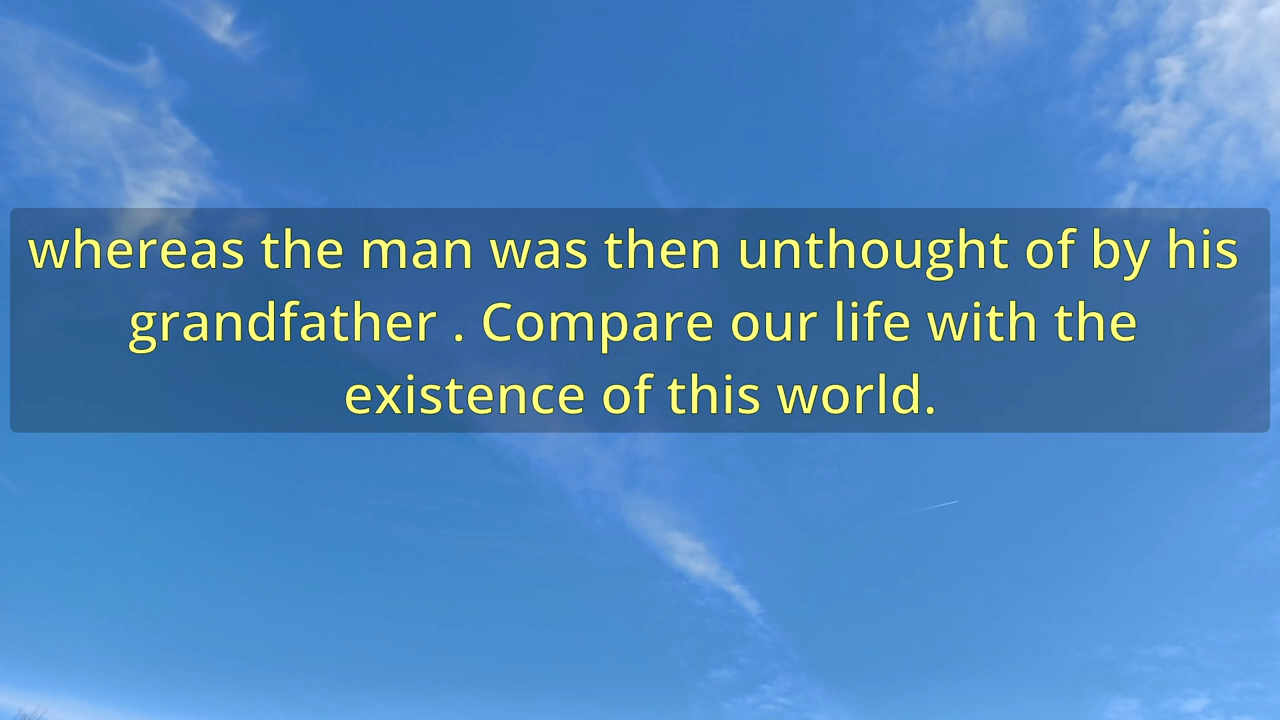 whereas the man was then unthought of by his
grandfather . Compare our life with the
existence of this world.